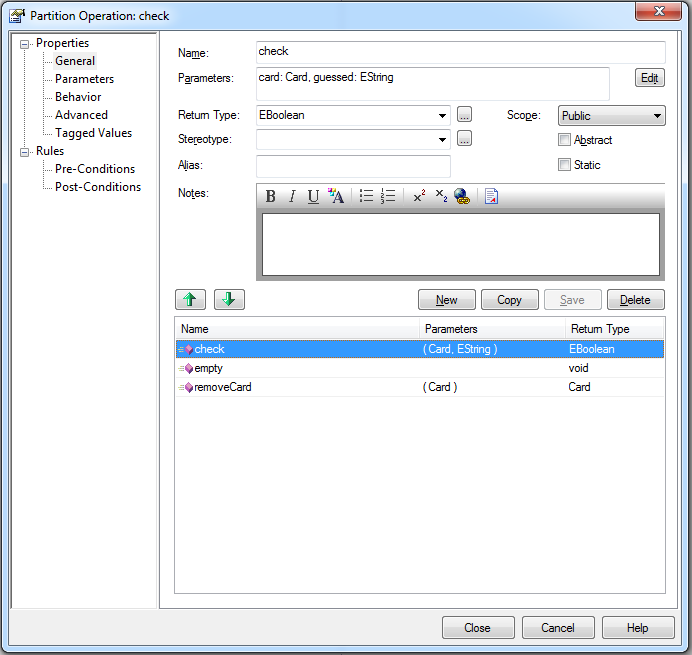 Partition Operation: check
Properties
General
Parameters
Behavior
Advanced
Tagged Values
Rules
Pre-Conditions
Post-Conditions
Name: check
Parameters: card: Card, guessed: EString Edit
Return Type: EBoolean ... Scope: Public
Stereotype: ... Abstract
Alias: Static
Notes: B I U A x² x₂
New Copy Save Delete
Name Parameters Return Type
check ( Card, EString ) EBoolean
empty void
removeCard ( Card ) Card
Close Cancel Help